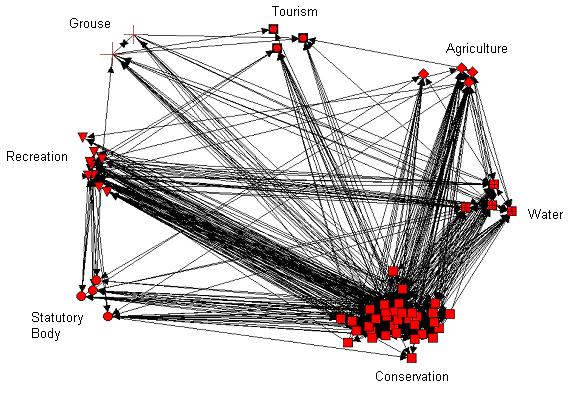 Tourism
Grouse
Agriculture
Recreation
Water
Statutory
Body
Conservation